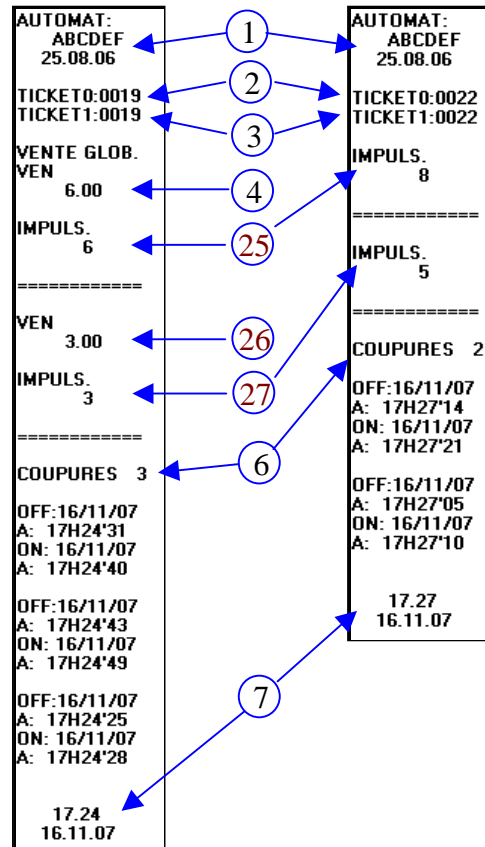 AUTOMAT:
ABCDEF
25.08.06
TICKET0:0019
TICKET1:0019
VENTE GLOB.
VEN
6.00
IMPULS.
6
============
VEN
3.00
IMPULS.
3
============
COUPURES 3
OFF:16/11/07
A: 17H24'31
ON: 16/11/07
A: 17H24'40
OFF:16/11/07
A: 17H24'43
ON: 16/11/07
A: 17H24'49
OFF:16/11/07
A: 17H24'25
ON: 16/11/07
A: 17H24'28
17.24
16.11.07
1
2
3
4
25
26
27
6
7
AUTOMAT:
ABCDEF
25.08.06
TICKET0:0022
TICKET1:0022
IMPULS.
8
============
IMPULS.
5
============
COUPURES 2
OFF:16/11/07
A: 17H27'14
ON: 16/11/07
A: 17H27'21
OFF:16/11/07
A: 17H27'05
ON: 16/11/07
A: 17H27'10
17.27
16.11.07